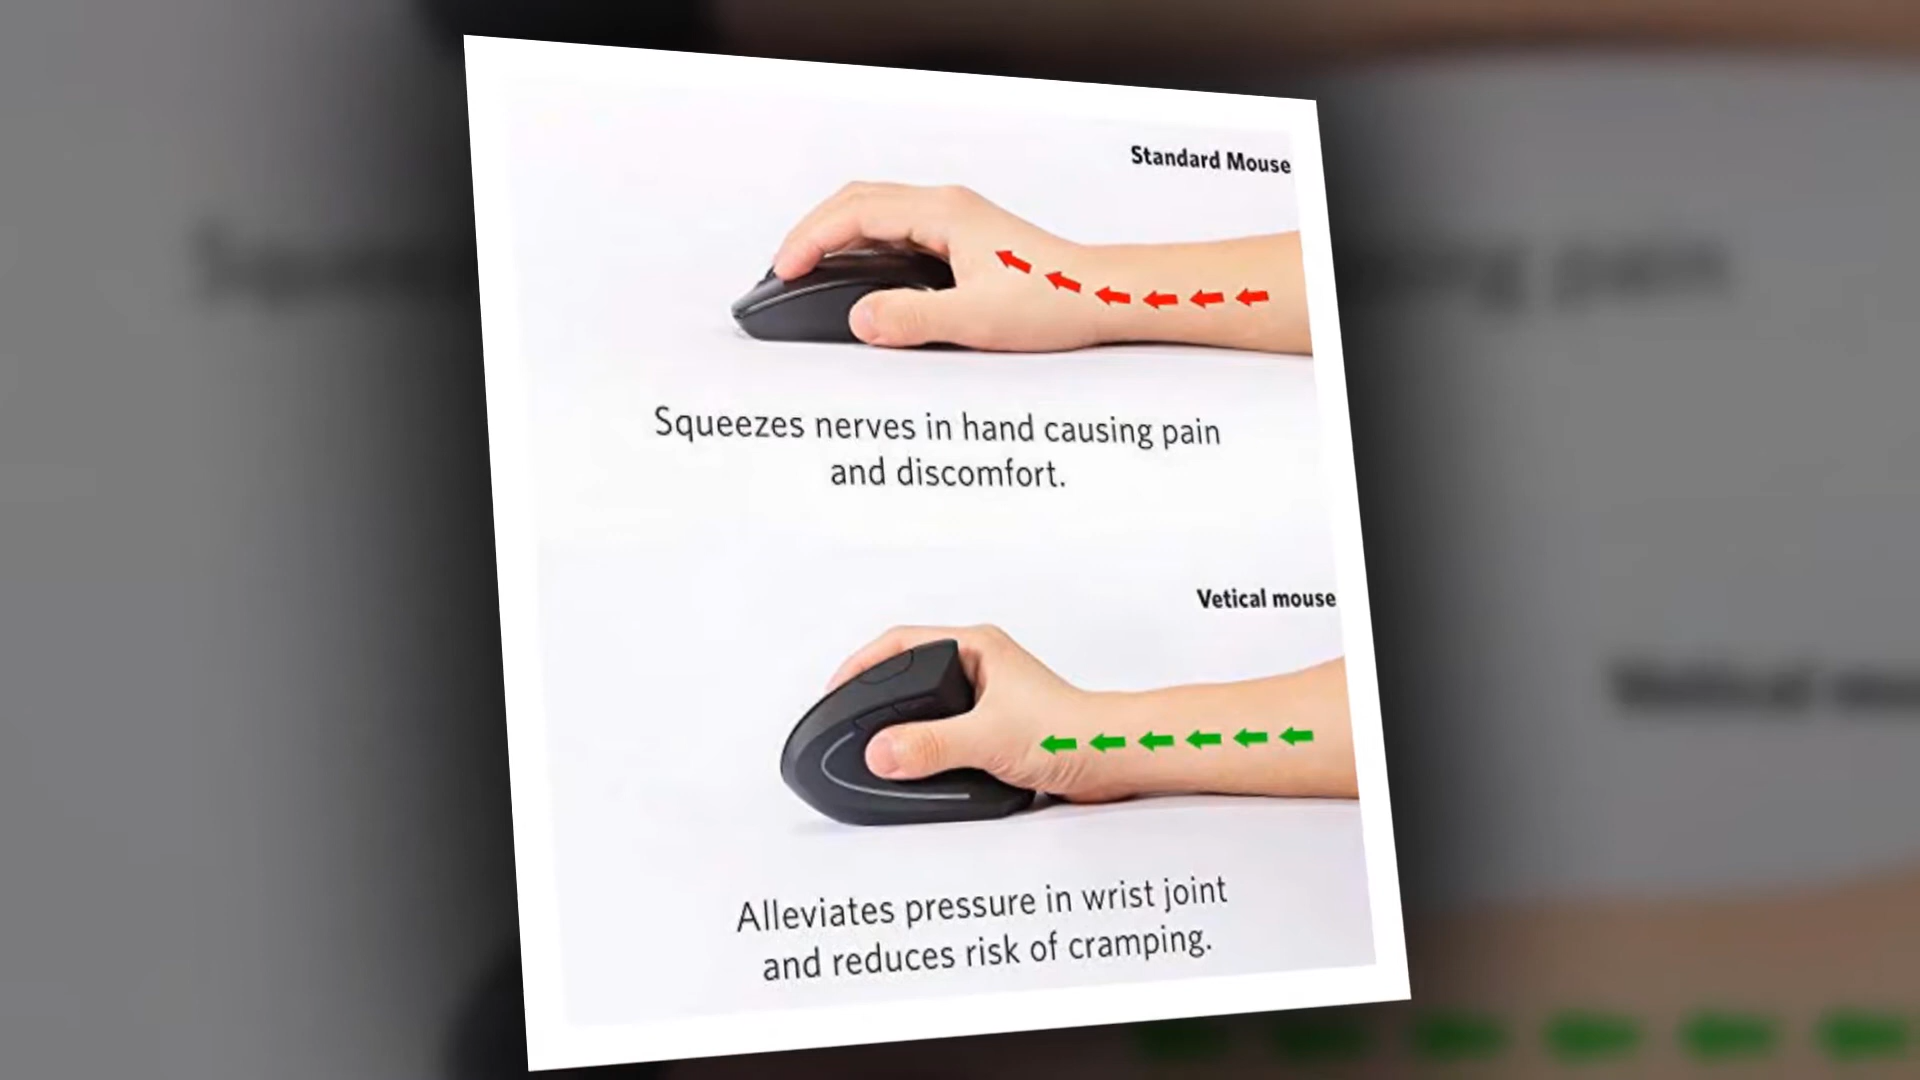 Standard Mouse
Squeezes nerves in hand causing pain
and discomfort.
Vetical mouse
Alleviates pressure in wrist joint
and reduces risk of cramping.